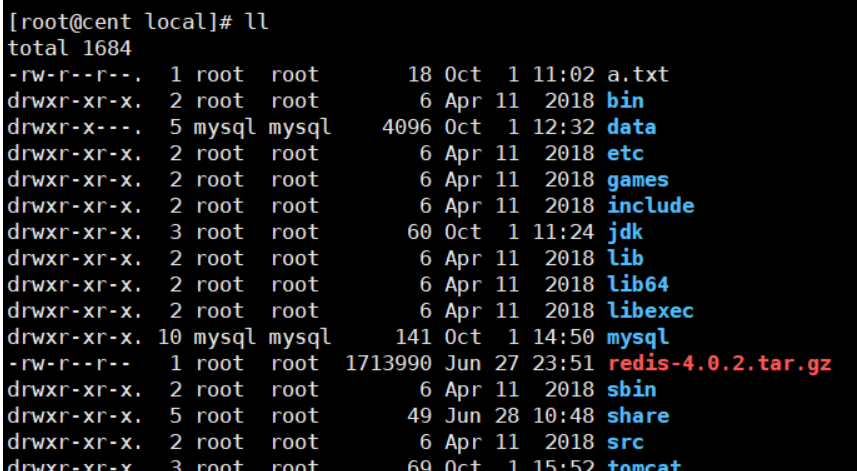 [root@cent local]# ll
total 1684
-rw-r--r--.  1 root  root       18 Oct  1 11:02 a.txt
drwxr-xr-x.  2 root  root        6 Apr 11  2018 bin
drwxr-x---.  5 mysql mysql    4096 Oct  1 12:32 data
drwxr-xr-x.  2 root  root        6 Apr 11  2018 etc
drwxr-xr-x.  2 root  root        6 Apr 11  2018 games
drwxr-xr-x.  2 root  root        6 Apr 11  2018 include
drwxr-xr-x.  3 root  root       60 Oct  1 11:24 jdk
drwxr-xr-x.  2 root  root        6 Apr 11  2018 lib
drwxr-xr-x.  2 root  root        6 Apr 11  2018 lib64
drwxr-xr-x.  2 root  root        6 Apr 11  2018 libexec
drwxr-xr-x. 10 mysql mysql     141 Oct  1 14:50 mysql
-rw-r--r--   1 root  root  1713990 Jun 27 23:51 redis-4.0.2.tar.gz
drwxr-xr-x.  2 root  root        6 Apr 11  2018 sbin
drwxr-xr-x.  5 root  root       49 Jun 28 10:48 share
drwxr-xr-x.  2 root  root        6 Apr 11  2018 src
drwxr-xr-x.  3 root  root       69 Oct  1 15:52 tomcat